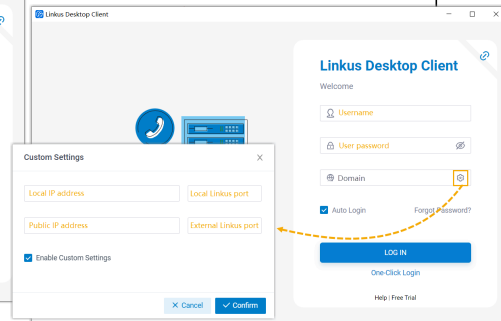 Linkus Desktop Client
Linkus Desktop Client
Welcome
Username
User password
Domain
Auto Login Forgot Password?
LOG IN
One-Click Login
Help | Free Trial
Custom Settings
Local IP address Local Linkus port
Public IP address External Linkus port
Enable Custom Settings
Cancel Confirm